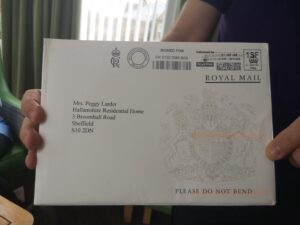 SIGNED FOR
ROYAL MAIL
Mrs. Peggy Larder
Hallamshire Residential Home
3 Broomhall Road
Sheffield
S10 2DN
PLEASE DO NOT BEND